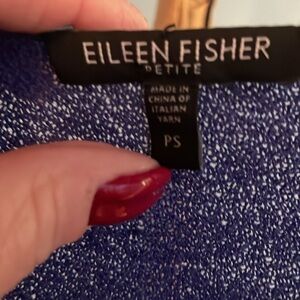 EILEEN FISHER
PETITE
MADE IN
CHINA OF
ITALIAN
YARN
PS